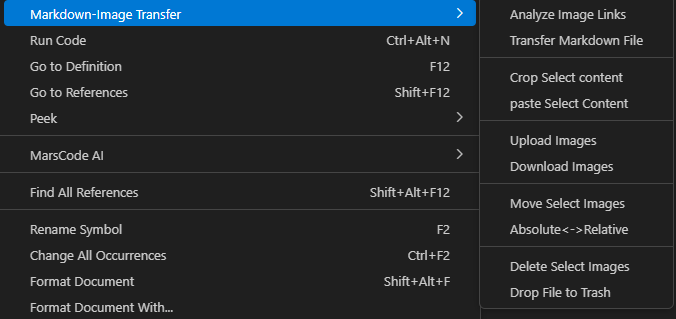 Markdown-Image Transfer
Run Code Ctrl+Alt+N
Go to Definition F12
Go to References Shift+F12
Peek
MarsCode AI
Find All References Shift+Alt+F12
Rename Symbol F2
Change All Occurrences Ctrl+F2
Format Document Shift+Alt+F
Format Document With...
Analyze Image Links
Transfer Markdown File
Crop Select content
paste Select Content
Upload Images
Download Images
Move Select Images
Absolute<->Relative
Delete Select Images
Drop File to Trash